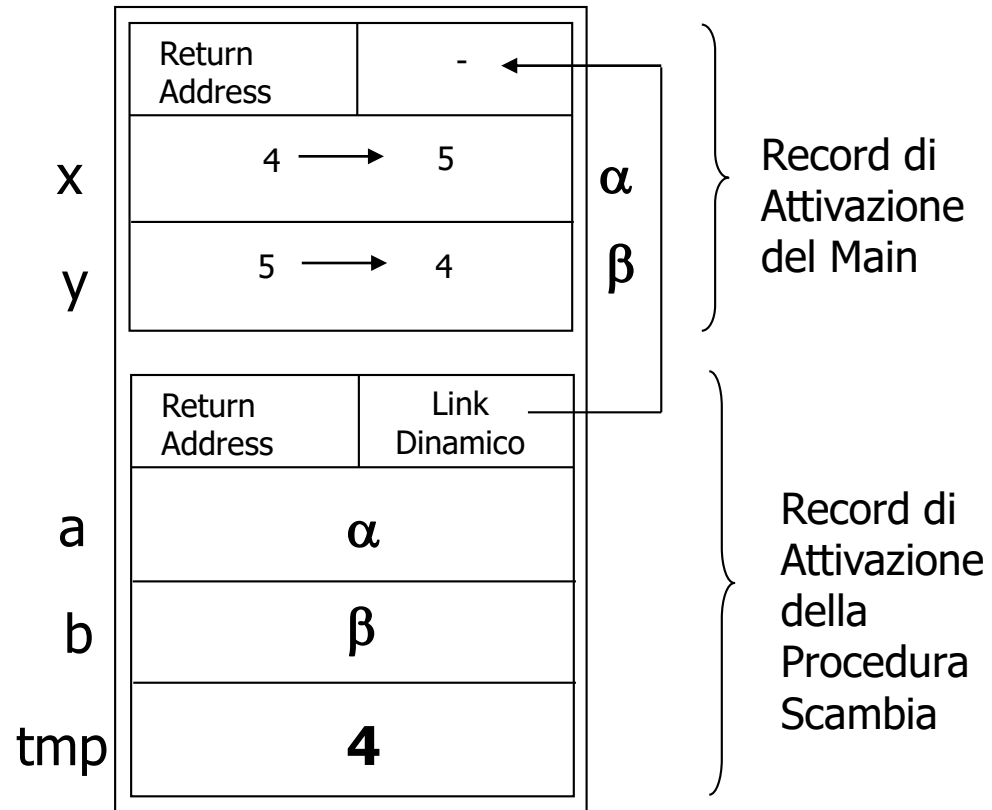 Return
Address
-
x
4
5
α
y
5
4
β
Record di
Attivazione
del Main
Return
Address
Link
Dinamico
a
α
b
β
tmp
4
Record di
Attivazione
della
Procedura
Scambia